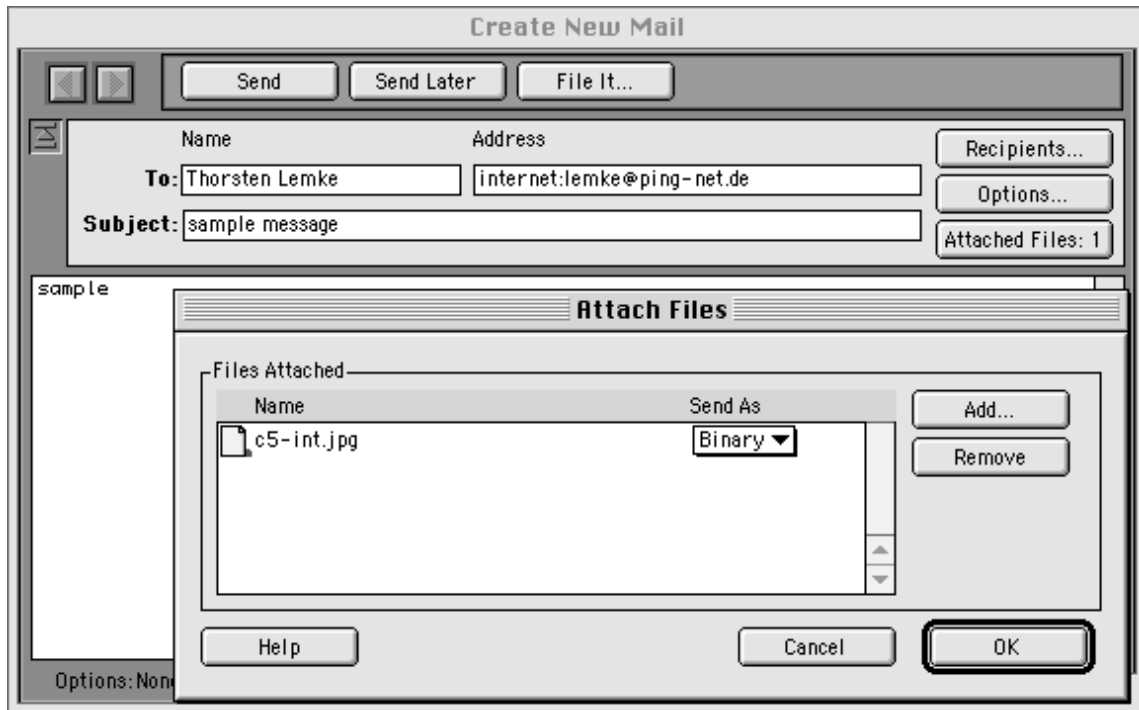 Create New Mail
Send Send Later File It...
Name Address
Recipients...
To: Thorsten Lemke internet:lemke@ping-net.de
Options...
Subject: sample message
Attached Files: 1
sample
Attach Files
Files Attached
Name Send As
Add...
c5-int.jpg Binary
Remove
Help Cancel OK
Options: